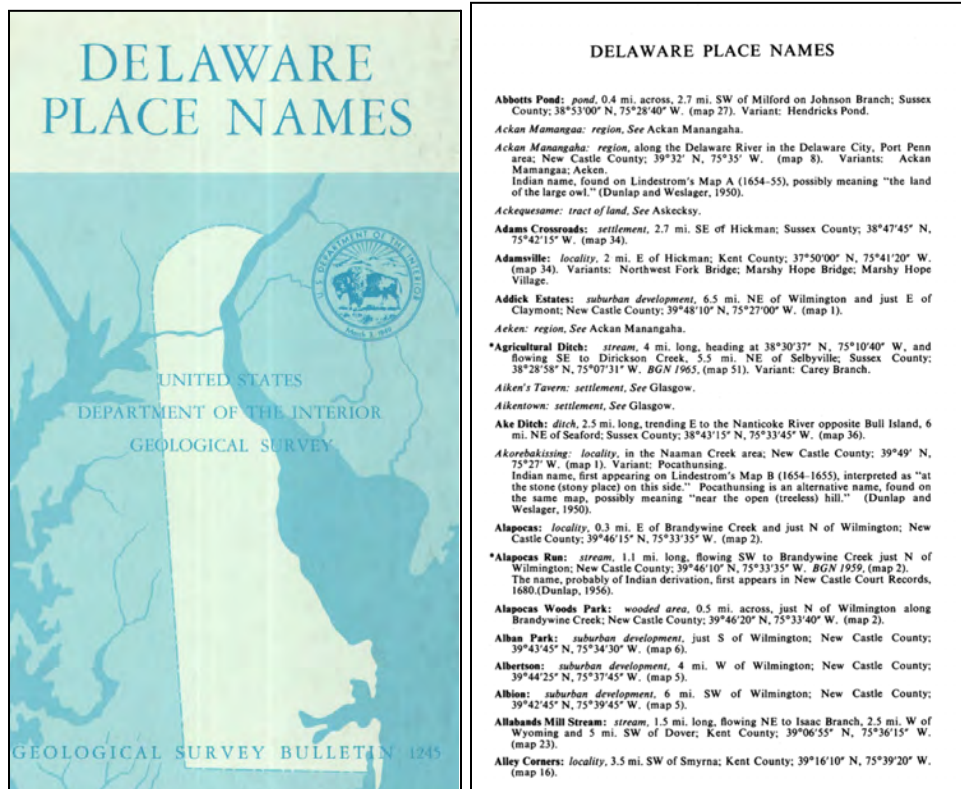 DELAWARE
PLACE NAMES
U.S. DEPARTMENT OF THE INTERIOR
March 3, 1849
UNITED STATES
DEPARTMENT OF THE INTERIOR
GEOLOGICAL SURVEY
GEOLOGICAL SURVEY BULLETIN 1245
DELAWARE PLACE NAMES
Abbotts Pond: pond, 0.4 mi. across, 2.7 mi. SW of Milford on Johnson Branch; Sussex
County; 38°53'00" N, 75°28'40" W. (map 27). Variant: Hendricks Pond.
Ackan Mamangaa: region, See Ackan Manangaha.
Ackan Manangaha: region, along the Delaware River in the Delaware City, Port Penn
area; New Castle County; 39°32' N, 75°35' W. (map 8). Variants: Ackan
Mamangaa; Aeken.
Indian name, found on Lindestrom's Map A (1654–55), possibly meaning "the land
of the large owl." (Dunlap and Weslager, 1950).
Ackequesame: tract of land, See Askecksy.
Adams Crossroads: settlement, 2.7 mi. SE of Hickman; Sussex County; 38°47'45" N,
75°42'15" W. (map 34).
Adamsville: locality, 2 mi. E of Hickman; Kent County; 37°50'00" N, 75°41'20" W.
(map 34). Variants: Northwest Fork Bridge; Marshy Hope Bridge; Marshy Hope
Village.
Addick Estates: suburban development, 6.5 mi. NE of Wilmington and just E of
Claymont; New Castle County; 39°48'10" N, 75°27'00" W. (map 1).
Aeken: region, See Ackan Manangaha.
*Agricultural Ditch: stream, 4 mi. long, heading at 38°30'37" N, 75°10'40" W, and
flowing SE to Dirickson Creek, 5.5 mi. NE of Selbyville; Sussex County;
38°28'58" N, 75°07'31" W. BGN 1965, (map 51). Variant: Carey Branch.
Aiken's Tavern: settlement, See Glasgow.
Aikentown: settlement, See Glasgow.
Ake Ditch: ditch, 2.5 mi. long, trending E to the Nanticoke River opposite Bull Island, 6
mi. NE of Seaford; Sussex County; 38°43'15" N, 75°33'45" W. (map 36).
Akorebakissing: locality, in the Naaman Creek area; New Castle County; 39°49' N,
75°27' W. (map 1). Variant: Pocathunsing.
Indian name, first appearing on Lindestrom's Map B (1654–1655), interpreted as "at
the stone (stony place) on this side." Pocathunsing is an alternative name, found on
the same map, possibly meaning "near the open (treeless) hill." (Dunlap and
Weslager, 1950).
Alapocas: locality, 0.3 mi. E of Brandywine Creek and just N of Wilmington; New
Castle County; 39°46'15" N, 75°33'35" W. (map 2).
*Alapocas Run: stream, 1.1 mi. long, flowing SW to Brandywine Creek just N of
Wilmington; New Castle County; 39°46'10" N, 75°33'35" W. BGN 1959, (map 2).
The name, probably of Indian derivation, first appears in New Castle Court Records,
1680.(Dunlap, 1956).
Alapocas Woods Park: wooded area, 0.5 mi. across, just N of Wilmington along
Brandywine Creek; New Castle County; 39°46'20" N, 75°33'40" W. (map 2).
Alban Park: suburban development, just S of Wilmington; New Castle County;
39°43'45" N, 75°34'30" W. (map 6).
Albertson: suburban development, 4 mi. W of Wilmington; New Castle County;
39°44'25" N, 75°37'45" W. (map 5).
Albion: suburban development, 6 mi. SW of Wilmington; New Castle County;
39°42'45" N, 75°39'45" W. (map 5).
Allabands Mill Stream: stream, 1.5 mi. long, flowing NE to Isaac Branch, 2.5 mi. W of
Wyoming and 5 mi. SW of Dover; Kent County; 39°06'55" N, 75°36'15" W.
(map 23).
Alley Corners: locality, 3.5 mi. SW of Smyrna; Kent County; 39°16'10" N, 75°39'20" W.
(map 16).